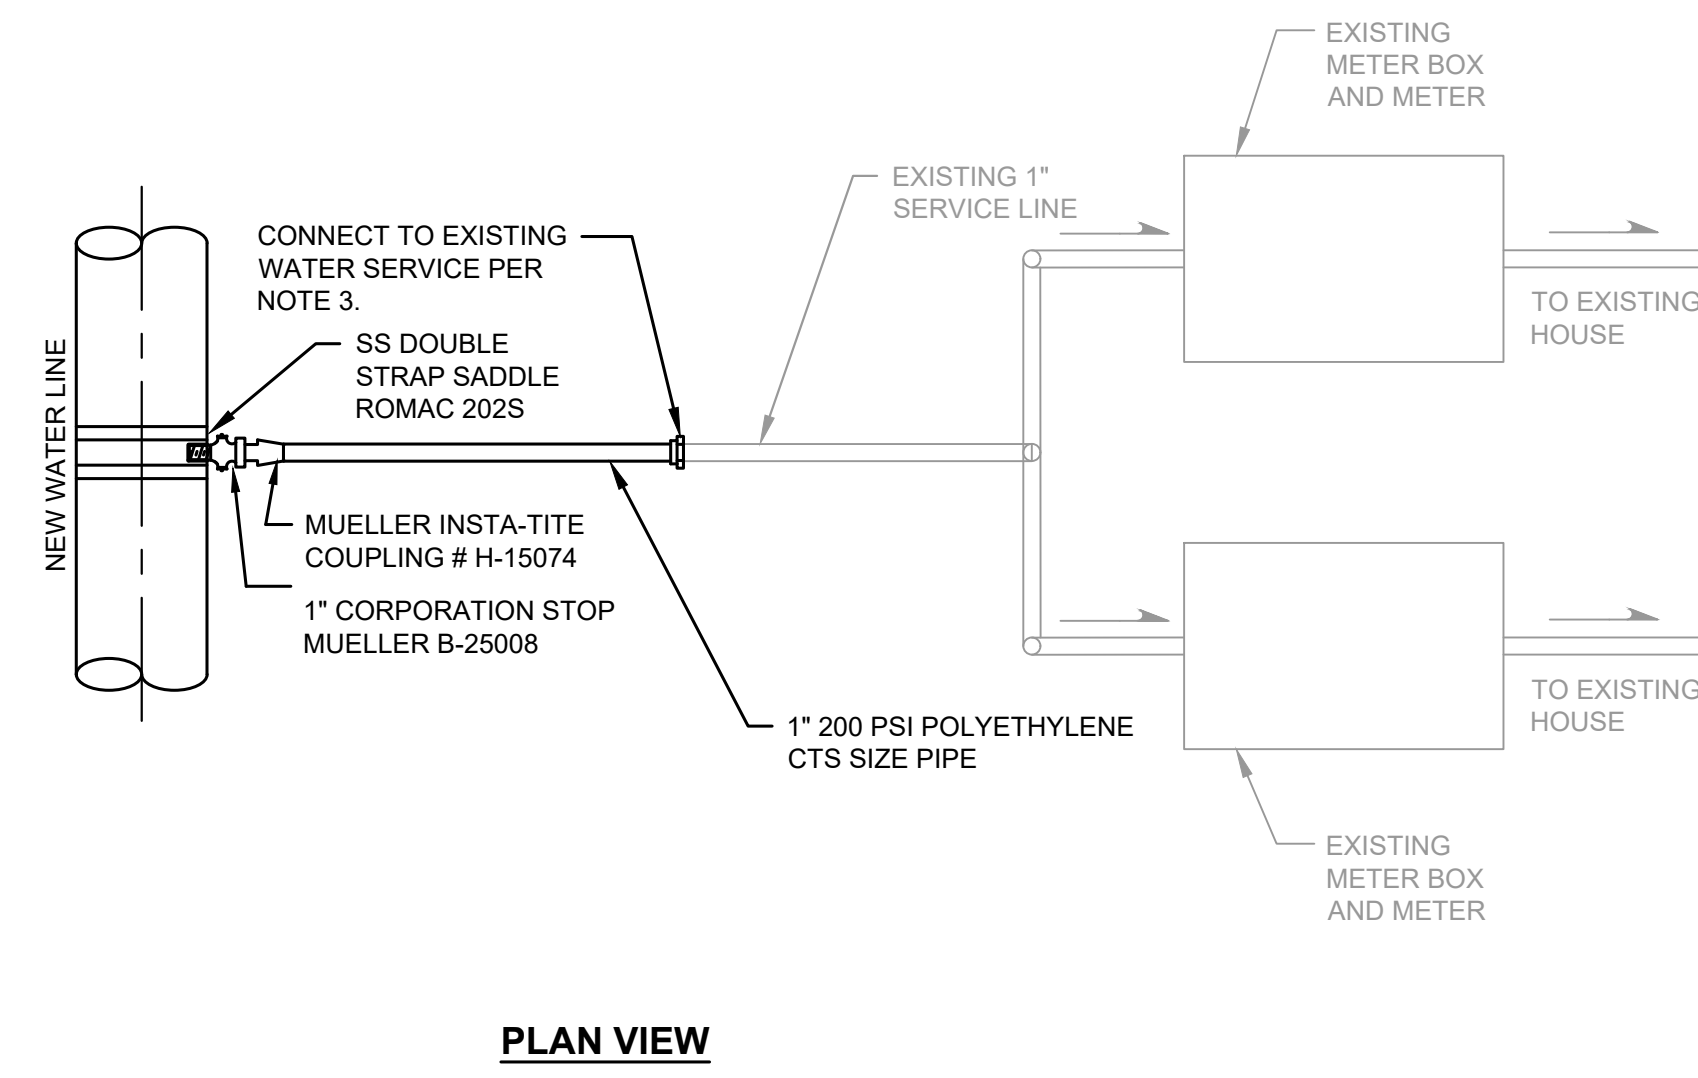 EXISTING
METER BOX
AND METER
EXISTING 1"
SERVICE LINE
CONNECT TO EXISTING
WATER SERVICE PER
NOTE 3.
TO EXISTING
HOUSE
SS DOUBLE
STRAP SADDLE
ROMAC 202S
NEW WATER LINE
MUELLER INSTA-TITE
COUPLING # H-15074
1" CORPORATION STOP
MUELLER B-25008
TO EXISTING
HOUSE
1" 200 PSI POLYETHYLENE
CTS SIZE PIPE
EXISTING
METER BOX
AND METER
PLAN VIEW